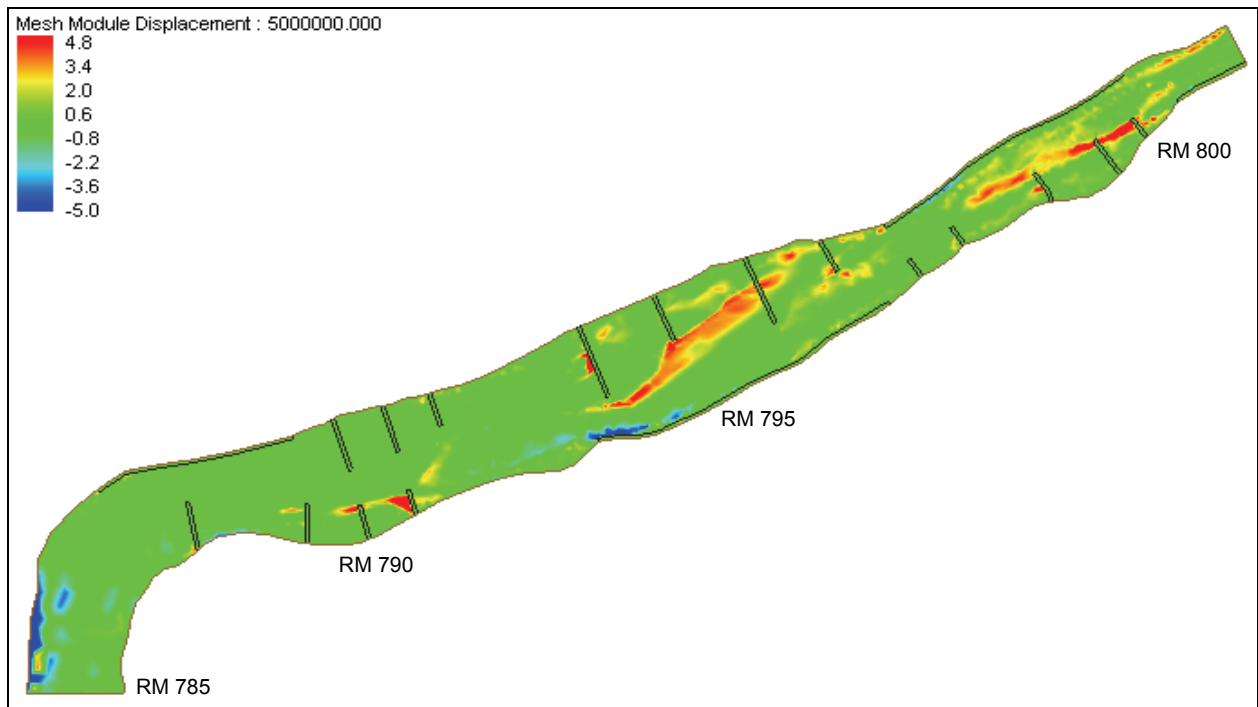 Mesh Module Displacement : 5000000.000
4.8
3.4
2.0
0.6
-0.8
-2.2
-3.6
-5.0
RM 800
RM 795
RM 790
RM 785